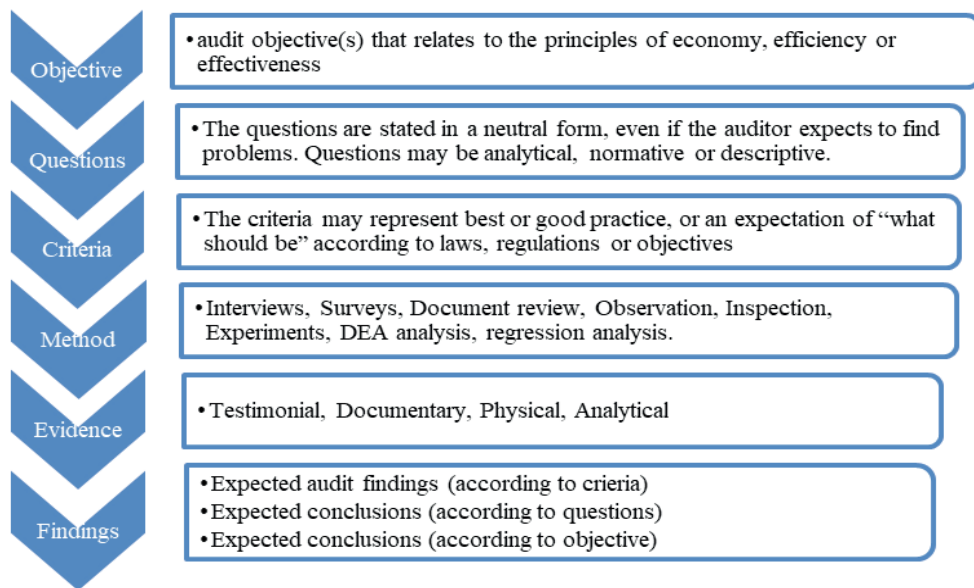 Objective
• audit objective(s) that relates to the principles of economy, efficiency or
effectiveness
Questions
• The questions are stated in a neutral form, even if the auditor expects to find
problems. Questions may be analytical, normative or descriptive.
Criteria
• The criteria may represent best or good practice, or an expectation of “what
should be” according to laws, regulations or objectives
Method
• Interviews, Surveys, Document review, Observation, Inspection,
Experiments, DEA analysis, regression analysis.
Evidence
• Testimonial, Documentary, Physical, Analytical
Findings
• Expected audit findings (according to crieria)
• Expected conclusions (according to questions)
• Expected conclusions (according to objective)